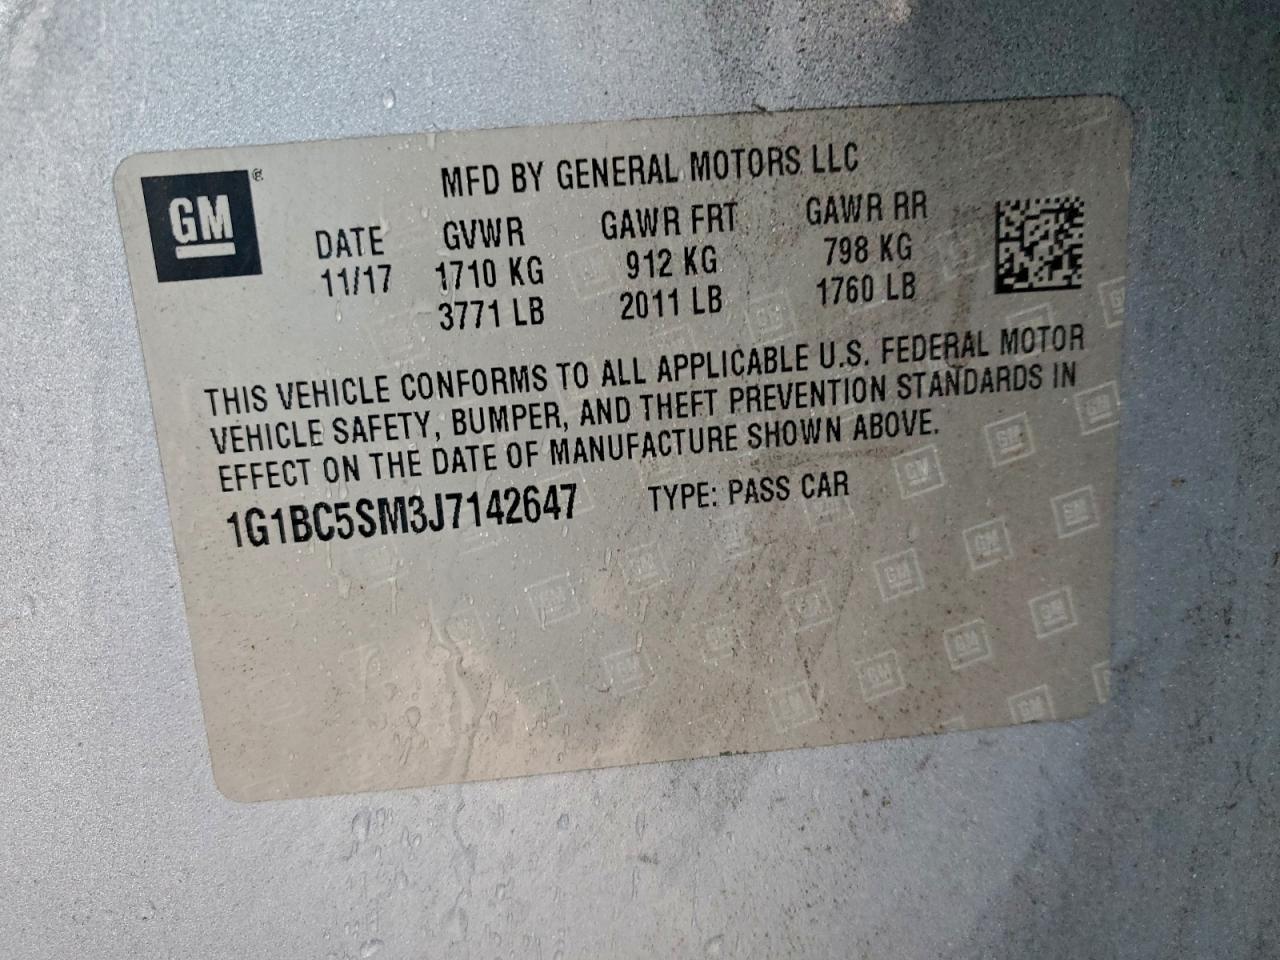 GM®
MFD BY GENERAL MOTORS LLC
DATE GVWR GAWR FRT GAWR RR
11/17 1710 KG 912 KG 798 KG
3771 LB 2011 LB 1760 LB
THIS VEHICLE CONFORMS TO ALL APPLICABLE U.S. FEDERAL MOTOR
VEHICLE SAFETY, BUMPER, AND THEFT PREVENTION STANDARDS IN
EFFECT ON THE DATE OF MANUFACTURE SHOWN ABOVE.
1G1BC5SM3J7142647 TYPE: PASS CAR